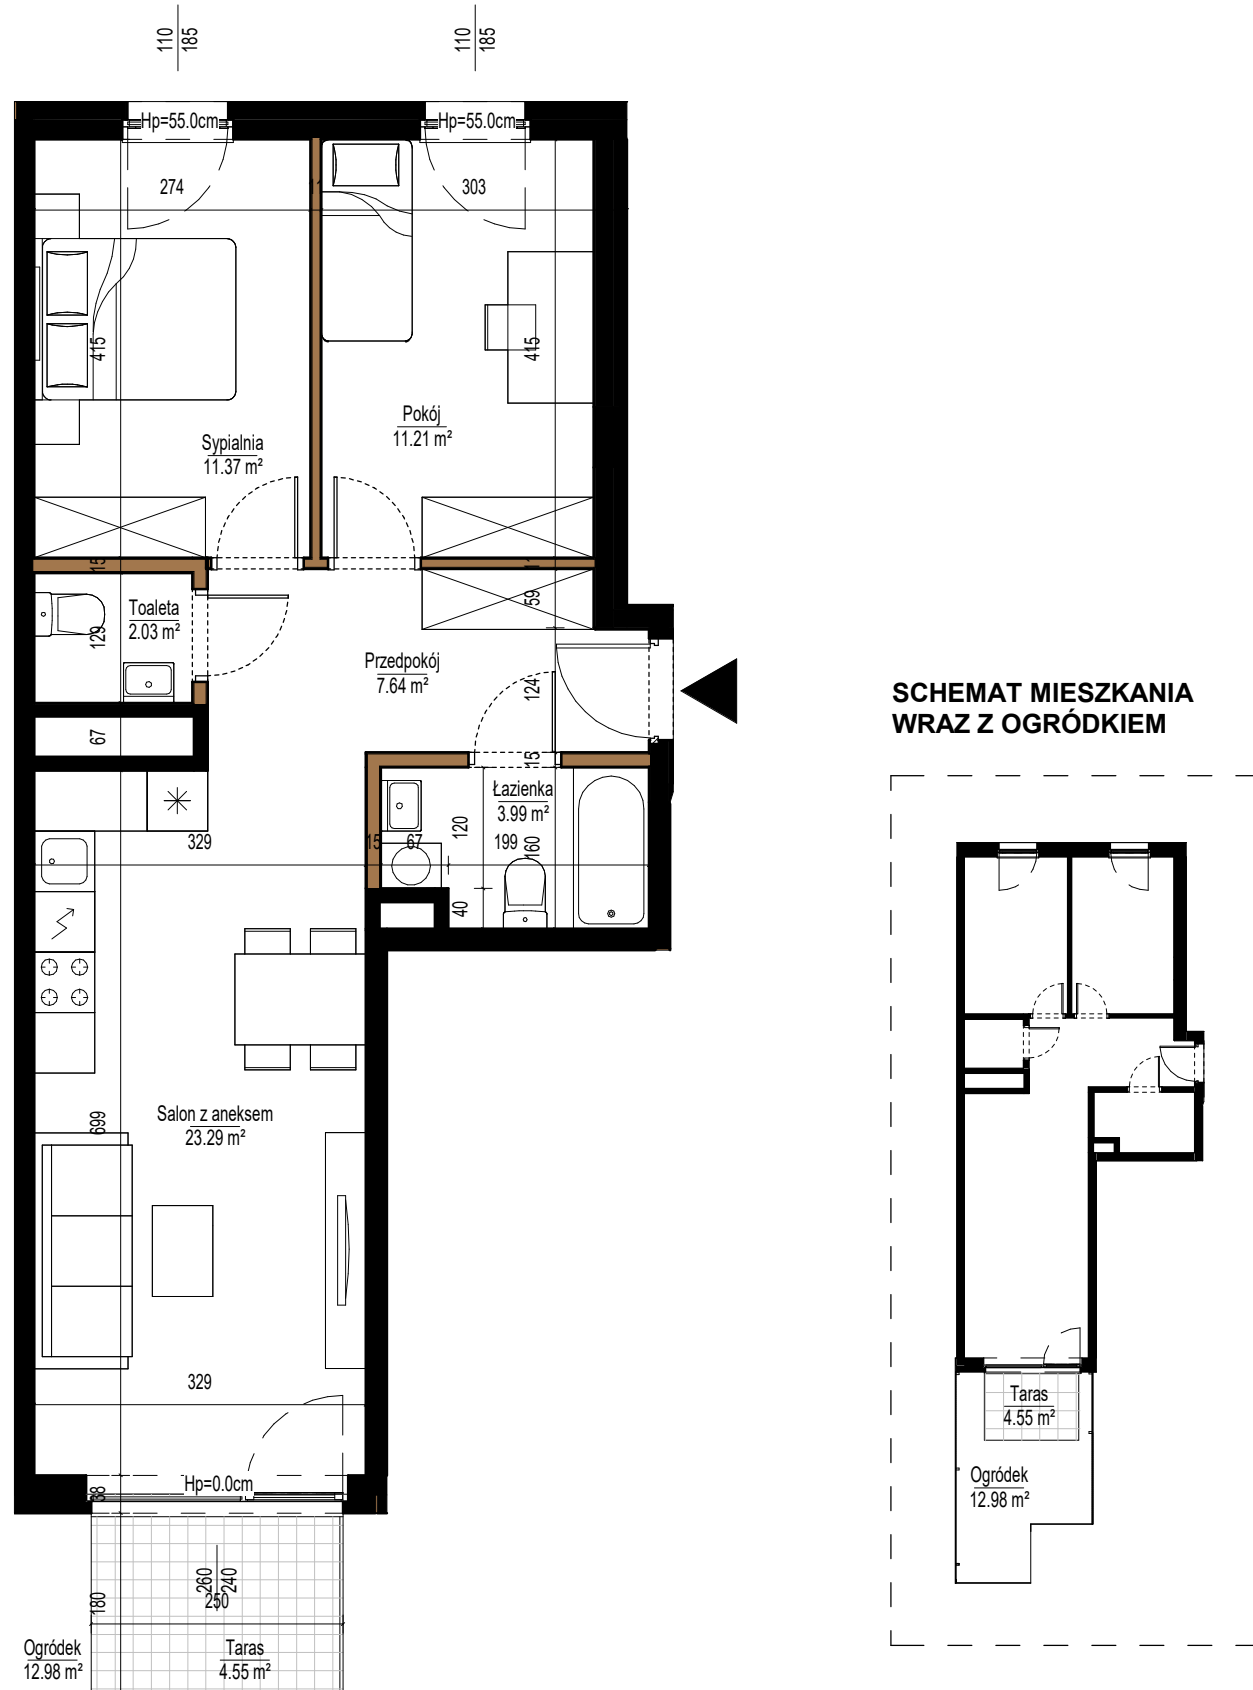 110
185
110
185
Hp=55.0cm
Hp=55.0cm
274
303
415
415
Pokój
11.21 m²
Sypialnia
11.37 m²
15
59
Toaleta
2.03 m²
129
Przedpokój
7.64 m²
124
67
15
SCHEMAT MIESZKANIA
WRAZ Z OGRÓDKIEM
Łazienka
3.99 m²
329
15
67
120
199
160
40
Salon z aneksem
23.29 m²
699
329
Hp=0.0cm
38
260
240
250
180
Ogródek
12.98 m²
Taras
4.55 m²
Taras
4.55 m²
Ogródek
12.98 m²